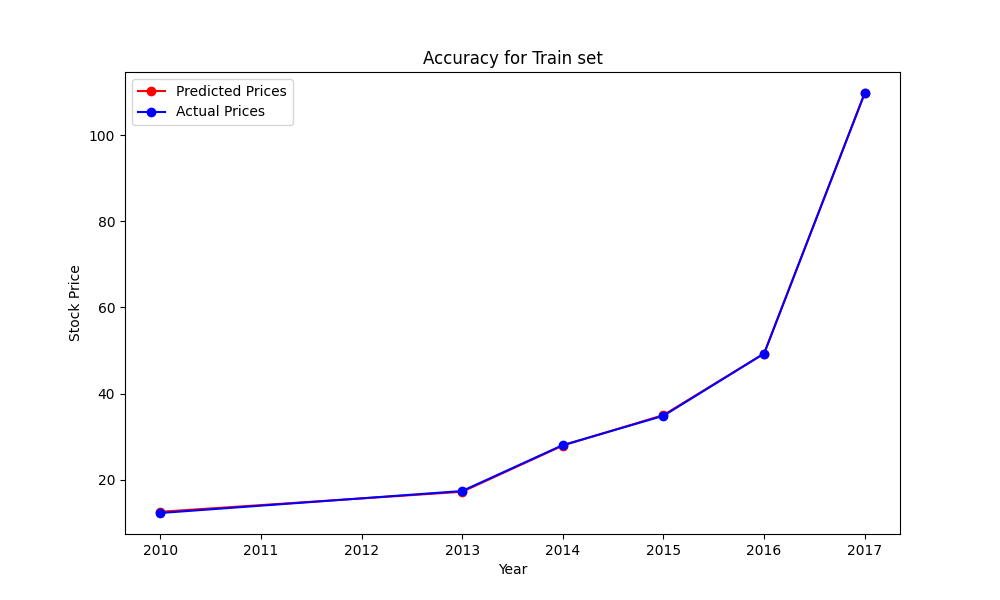 Accuracy for Train set
Predicted Prices
Actual Prices
100
80
60
40
20
Stock Price
2010 2011 2012 2013 2014 2015 2016 2017
Year